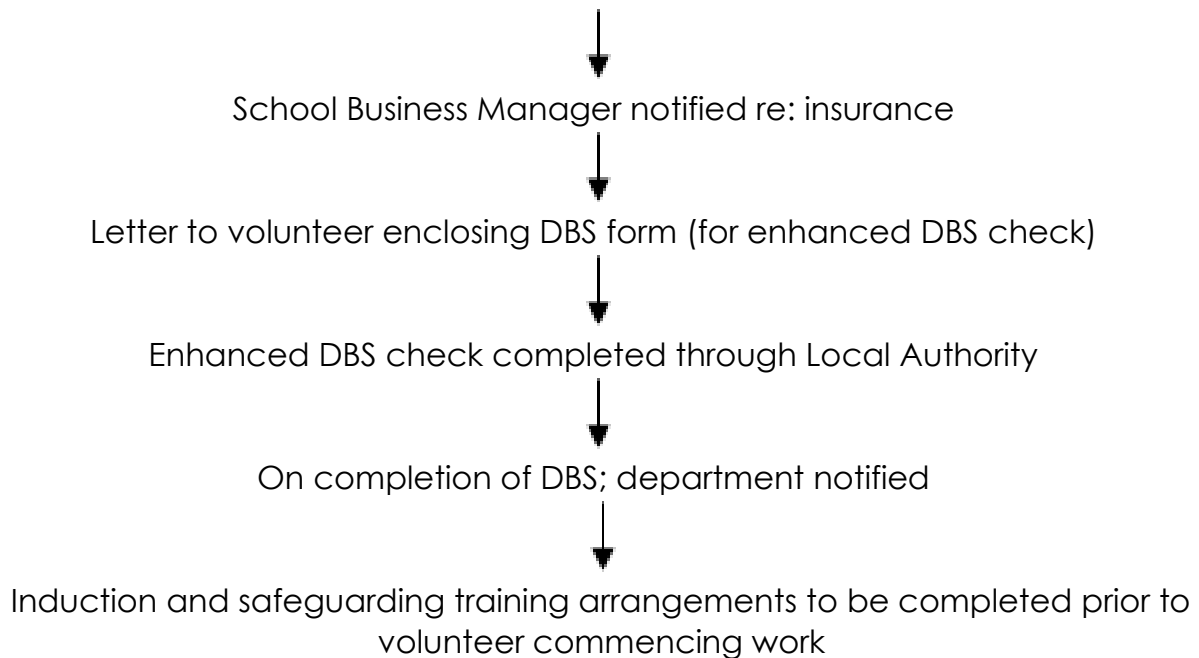 School Business Manager notified re: insurance
Letter to volunteer enclosing DBS form (for enhanced DBS check)
Enhanced DBS check completed through Local Authority
On completion of DBS; department notified
Induction and safeguarding training arrangements to be completed prior to
volunteer commencing work